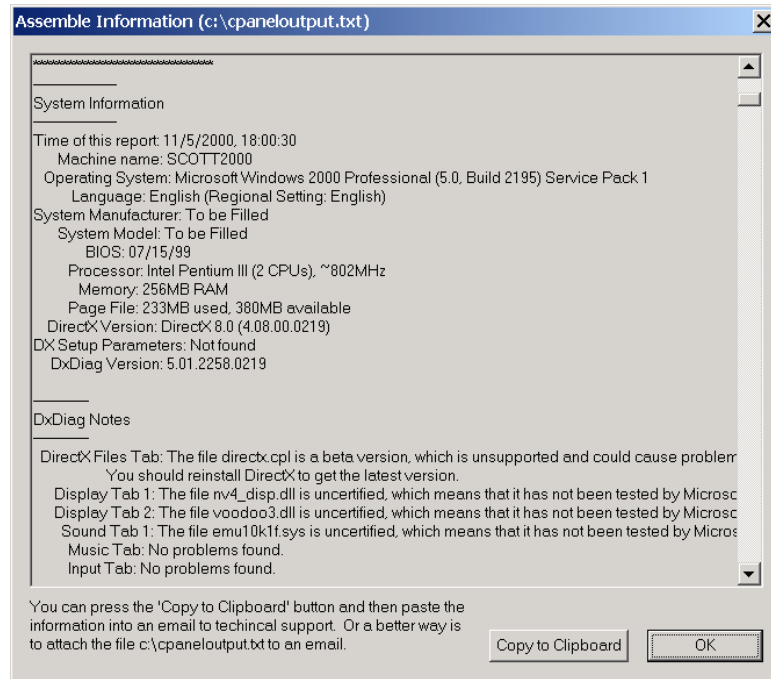 Assemble Information (c:\cpaneloutput.txt)
System Information
Time of this report: 11/5/2000, 18:00:30
Machine name: SCOTT2000
Operating System: Microsoft Windows 2000 Professional (5.0, Build 2195) Service Pack 1
Language: English (Regional Setting: English)
System Manufacturer: To be Filled
System Model: To be Filled
BIOS: 07/15/99
Processor: Intel Pentium III (2 CPUs), ~802MHz
Memory: 256MB RAM
Page File: 233MB used, 380MB available
DirectX Version: DirectX 8.0 (4.08.00.0219)
DX Setup Parameters: Not found
DxDiag Version: 5.01.2258.0219
DxDiag Notes
DirectX Files Tab: The file directx.cpl is a beta version, which is unsupported and could cause problem
You should reinstall DirectX to get the latest version.
Display Tab 1: The file nv4_disp.dll is uncertified, which means that it has not been tested by Microsc
Display Tab 2: The file voodoo3.dll is uncertified, which means that it has not been tested by Microsc
Sound Tab 1: The file emu10k1f.sys is uncertified, which means that it has not been tested by Micros
Music Tab: No problems found.
Input Tab: No problems found.
You can press the 'Copy to Clipboard' button and then paste the
information into an email to techincal support. Or a better way is
to attach the file c:\cpaneloutput.txt to an email.
Copy to Clipboard
OK